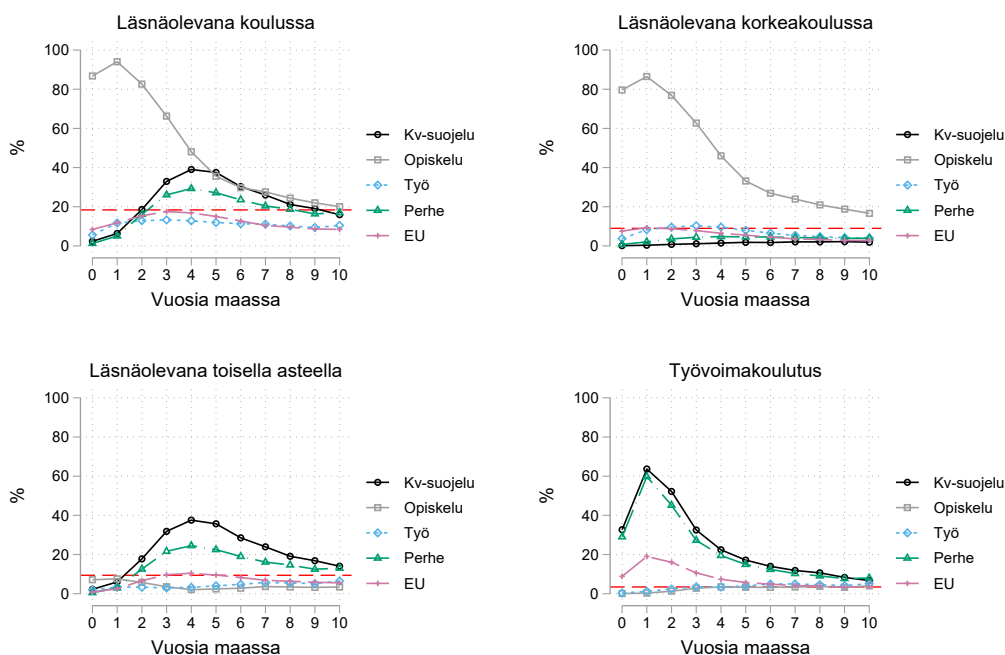 Läsnäolevana koulussa
100
80
60
40
20
0
%
0 1 2 3 4 5 6 7 8 9 10
Vuosia maassa
Kv-suojelu
Opiskelu
Työ
Perhe
EU
Läsnäolevana korkeakoulussa
100
80
60
40
20
0
%
0 1 2 3 4 5 6 7 8 9 10
Vuosia maassa
Kv-suojelu
Opiskelu
Työ
Perhe
EU
Läsnäolevana toisella asteella
100
80
60
40
20
0
%
0 1 2 3 4 5 6 7 8 9 10
Vuosia maassa
Kv-suojelu
Opiskelu
Työ
Perhe
EU
Työvoimakoulutus
100
80
60
40
20
0
%
0 1 2 3 4 5 6 7 8 9 10
Vuosia maassa
Kv-suojelu
Opiskelu
Työ
Perhe
EU